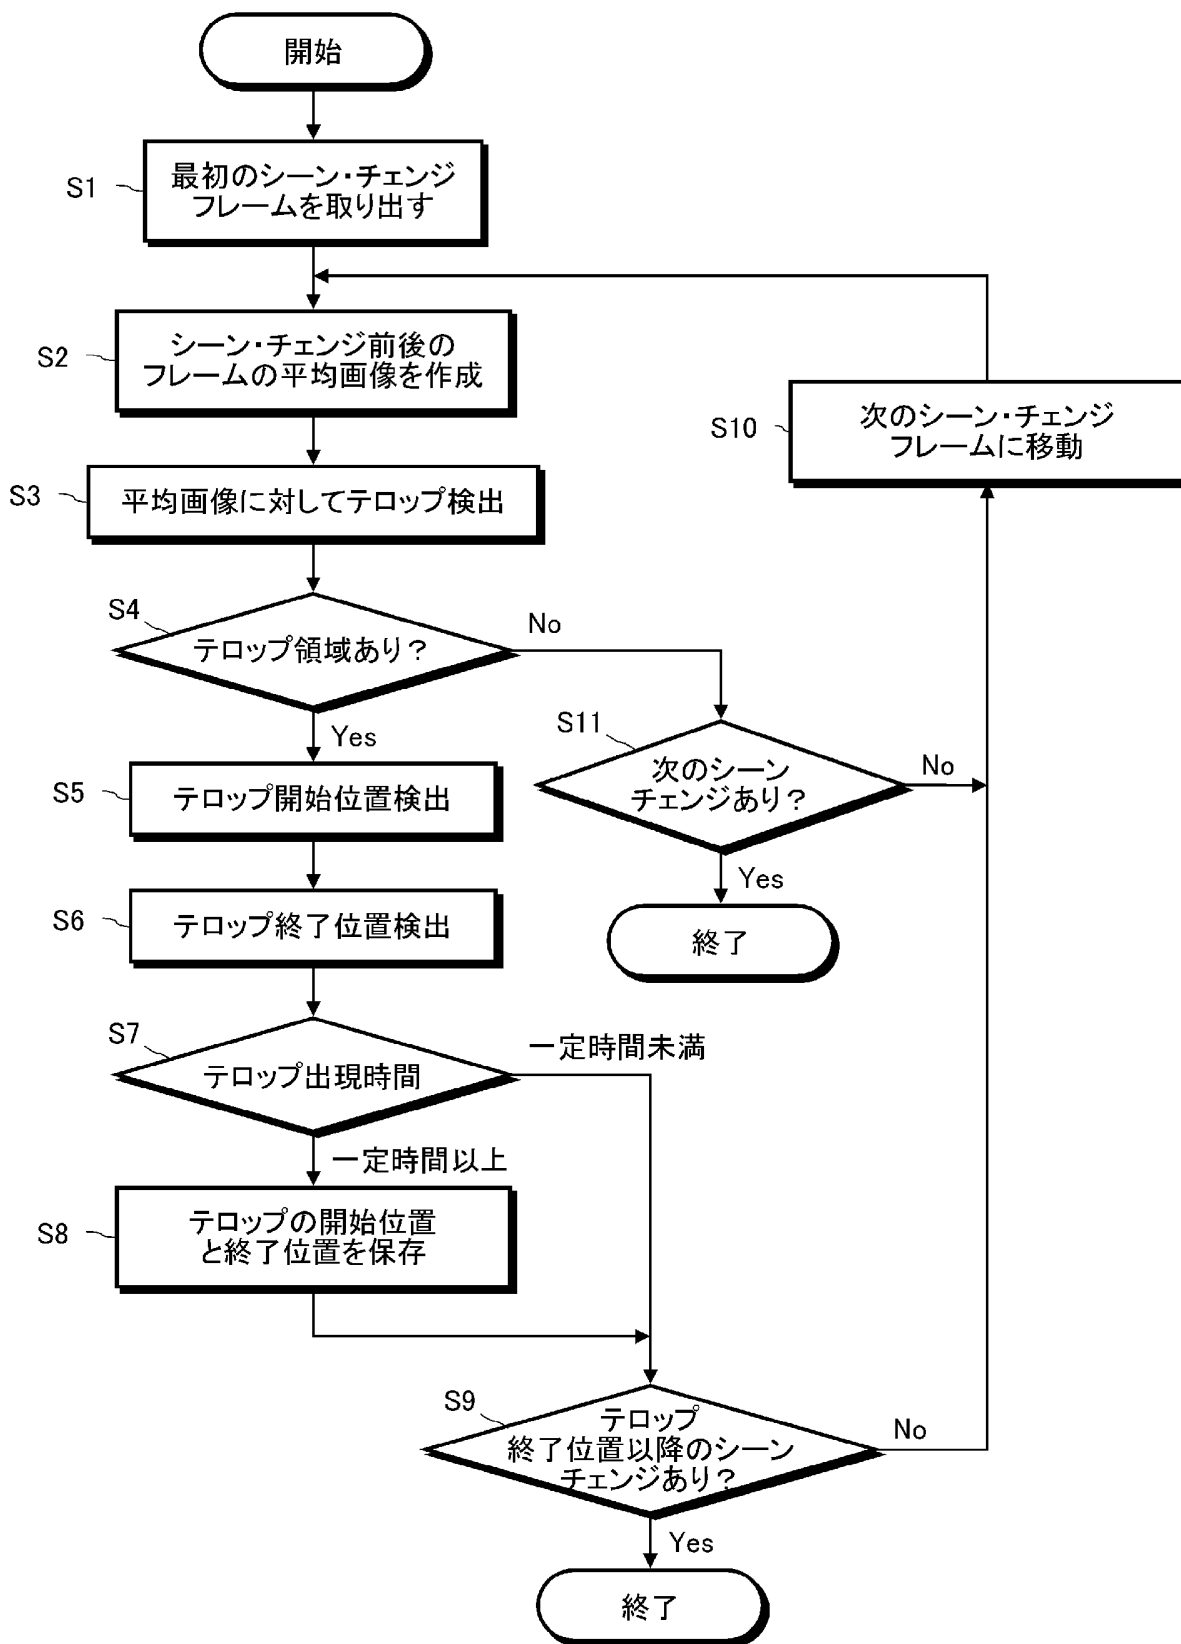 開始
S1
最初のシーン・チェンジ
フレームを取り出す
S2
シーン・チェンジ前後の
フレームの平均画像を作成
S10
次のシーン・チェンジ
フレームに移動
S3
平均画像に対してテロップ検出
S4
テロップ領域あり?
No
Yes
S11
次のシーン
チェンジあり?
No
Yes
終了
S5
テロップ開始位置検出
S6
テロップ終了位置検出
S7
テロップ出現時間
一定時間未満
一定時間以上
S8
テロップの開始位置
と終了位置を保存
S9
テロップ
終了位置以降のシーン
チェンジあり?
No
Yes
終了